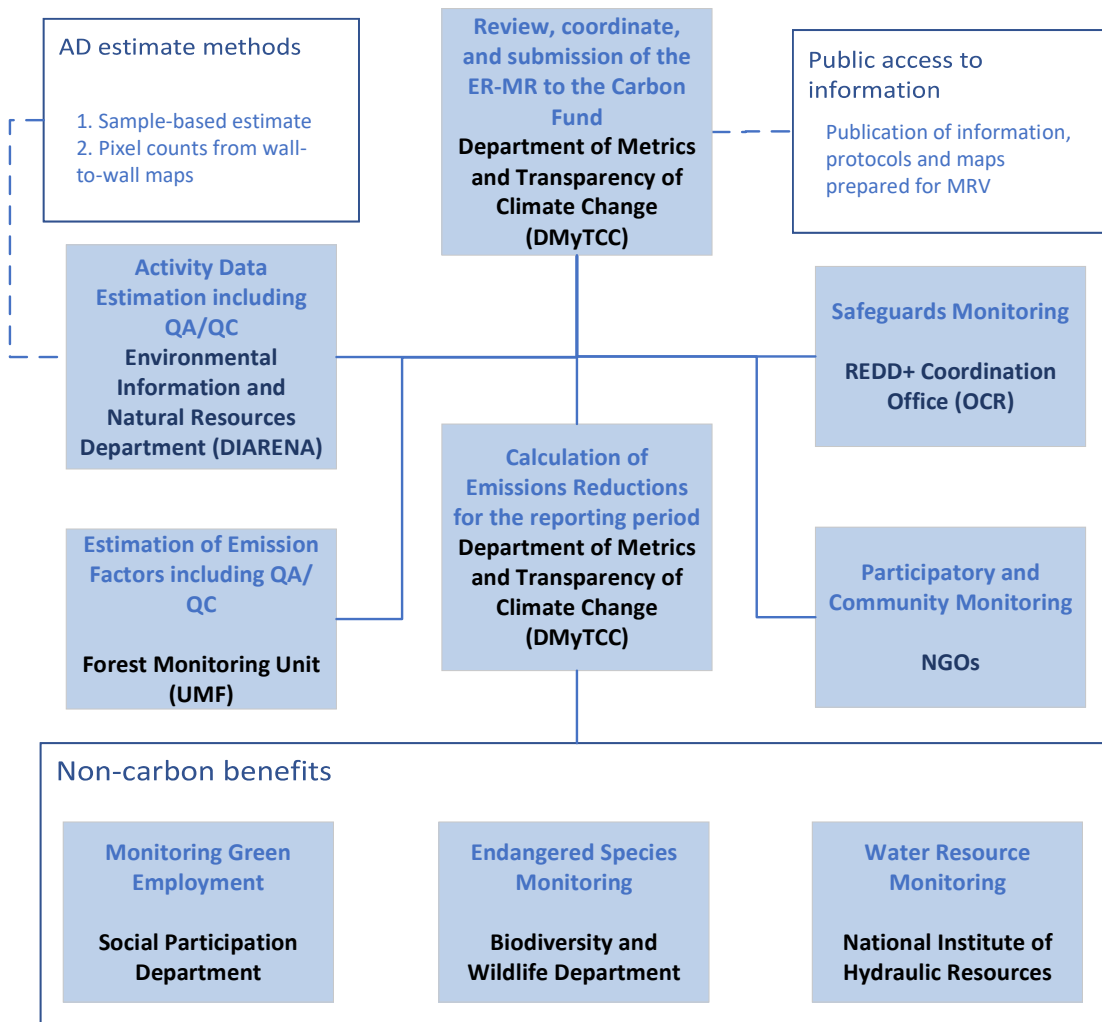 AD estimate methods
1. Sample-based estimate
2. Pixel counts from wall-
to-wall maps
Review, coordinate,
and submission of the
ER-MR to the Carbon
Fund
Department of Metrics
and Transparency of
Climate Change
(DMyTCC)
Public access to
information
Publication of information,
protocols and maps
prepared for MRV
Activity Data
Estimation including
QA/QC
Environmental
Information and
Natural Resources
Department (DIARENA)
Safeguards Monitoring
REDD+ Coordination
Office (OCR)
Calculation of
Emissions Reductions
for the reporting period
Department of Metrics
and Transparency of
Climate Change
(DMyTCC)
Estimation of Emission
Factors including QA/
QC
Forest Monitoring Unit
(UMF)
Participatory and
Community Monitoring
NGOs
Non-carbon benefits
Monitoring Green
Employment
Social Participation
Department
Endangered Species
Monitoring
Biodiversity and
Wildlife Department
Water Resource
Monitoring
National Institute of
Hydraulic Resources